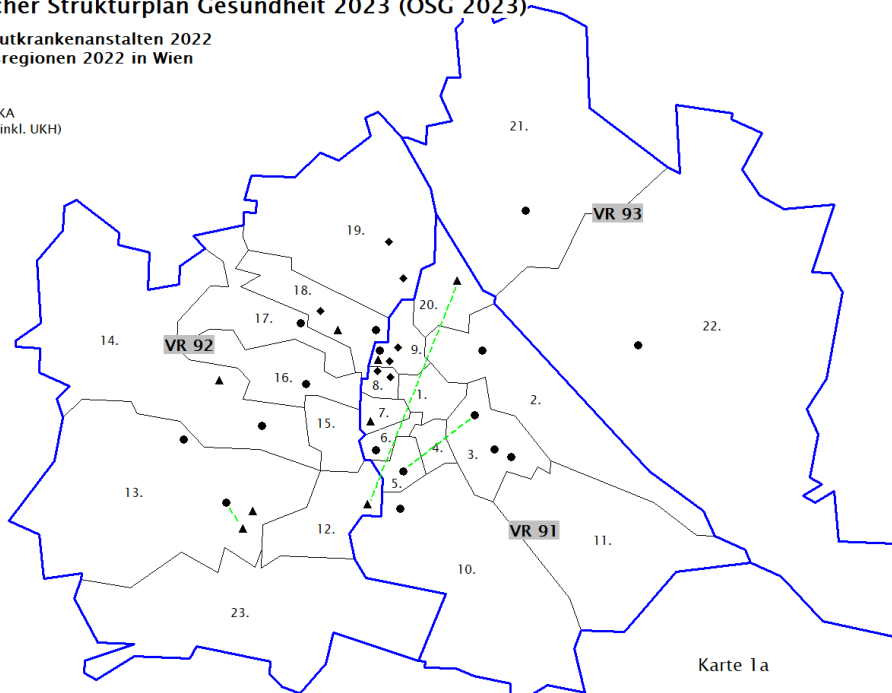 cher Strukturplan Gesundheit 2023 (ÖSG 2023)
utkrankenanstalten 2022
sregionen 2022 in Wien
KA
inkl. UKH)
21.
VR 93
19.
18.
20.
17.
22.
14.
VR 92
9.
16.
8.
1.
2.
7.
15.
6.
4.
3.
5.
13.
12.
VR 91
11.
10.
23.
Karte 1a